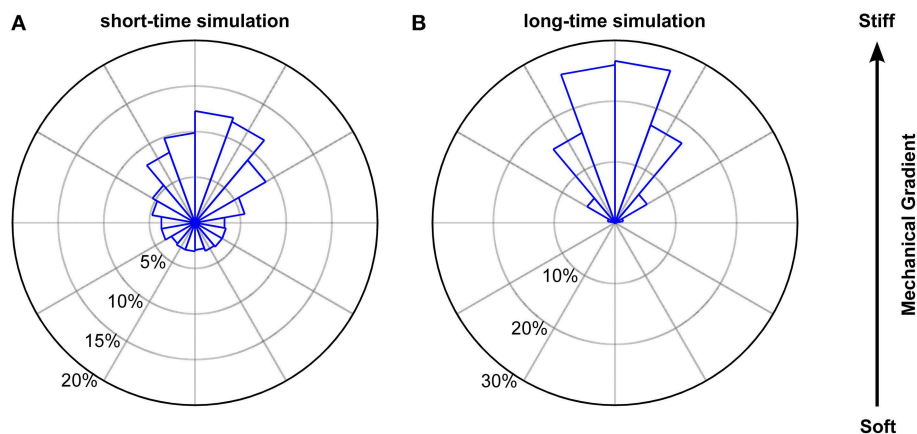 A
short-time simulation
5%
10%
15%
20%
B
long-time simulation
10%
20%
30%
Stiff
Mechanical Gradient
Soft